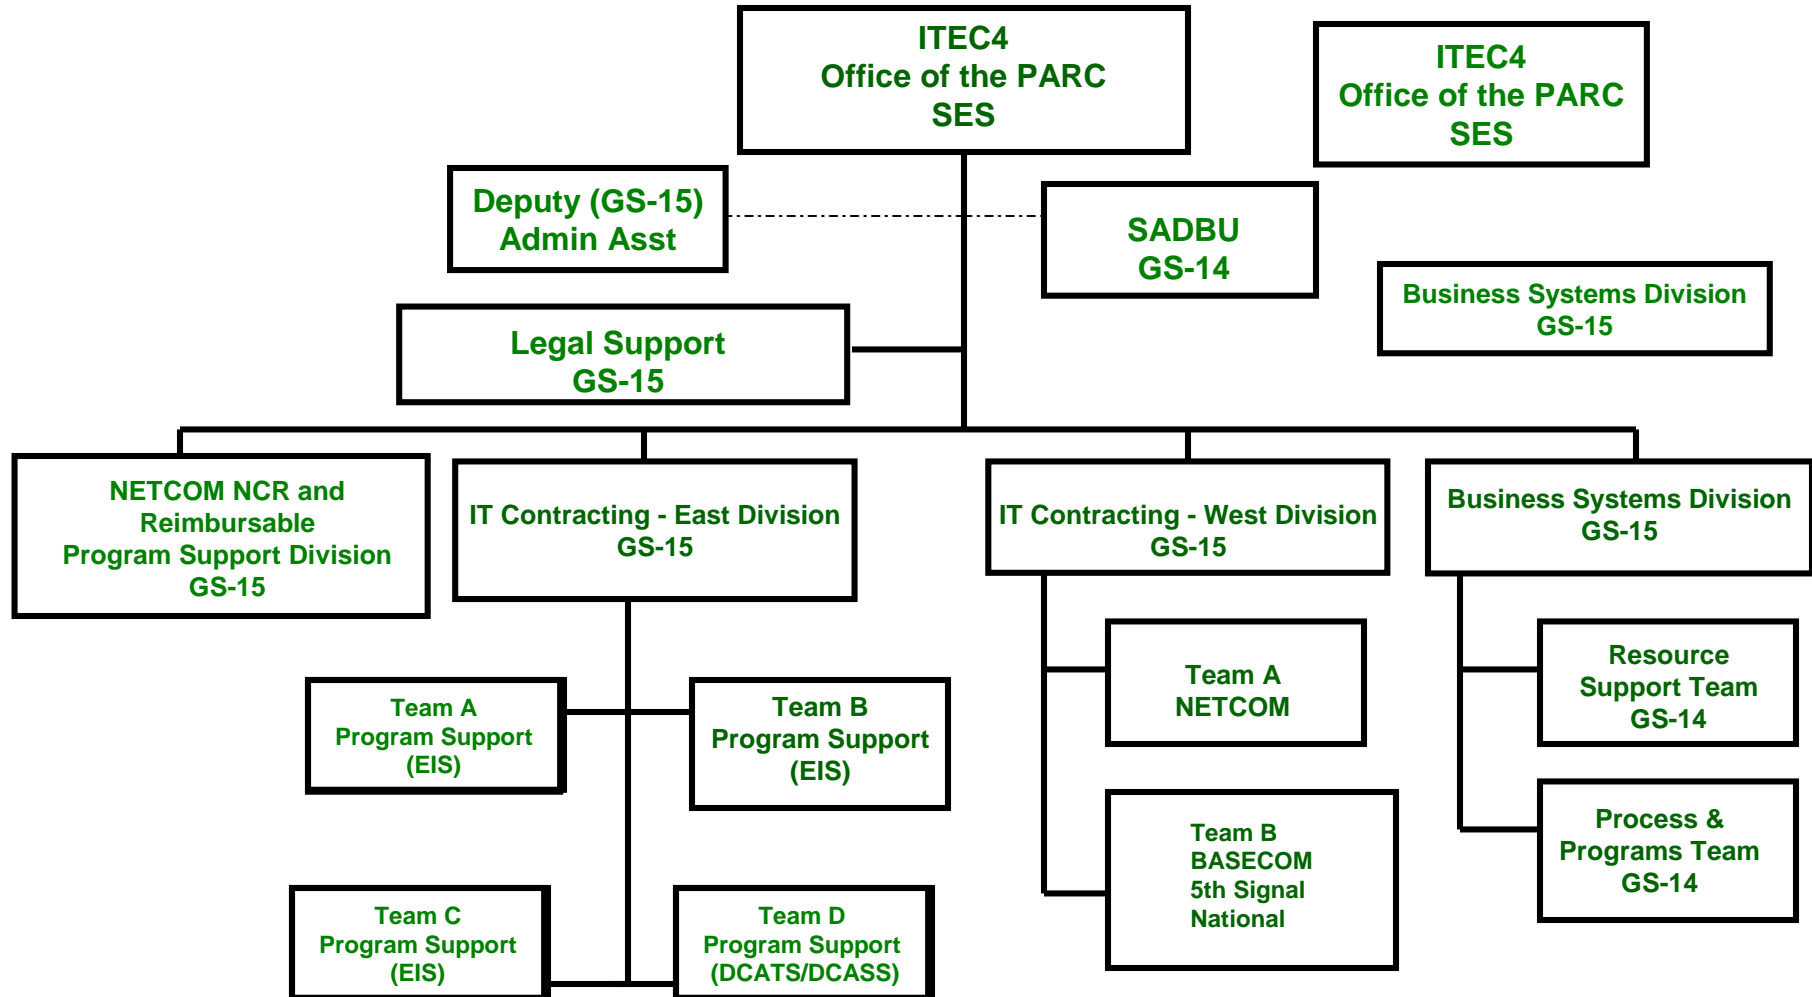 ITEC4
Office of the PARC
SES
ITEC4
Office of the PARC
SES
Deputy (GS-15)
Admin Asst
SADBU
GS-14
Business Systems Division
GS-15
Legal Support
GS-15
NETCOM NCR and
Reimbursable
Program Support Division
GS-15
IT Contracting - East Division
GS-15
IT Contracting - West Division
GS-15
Business Systems Division
GS-15
Team A
Program Support
(EIS)
Team B
Program Support
(EIS)
Team A
NETCOM
Resource
Support Team
GS-14
Team C
Program Support
(EIS)
Team D
Program Support
(DCATS/DCASS)
Team B
BASECOM
5th Signal
National
Process &
Programs Team
GS-14